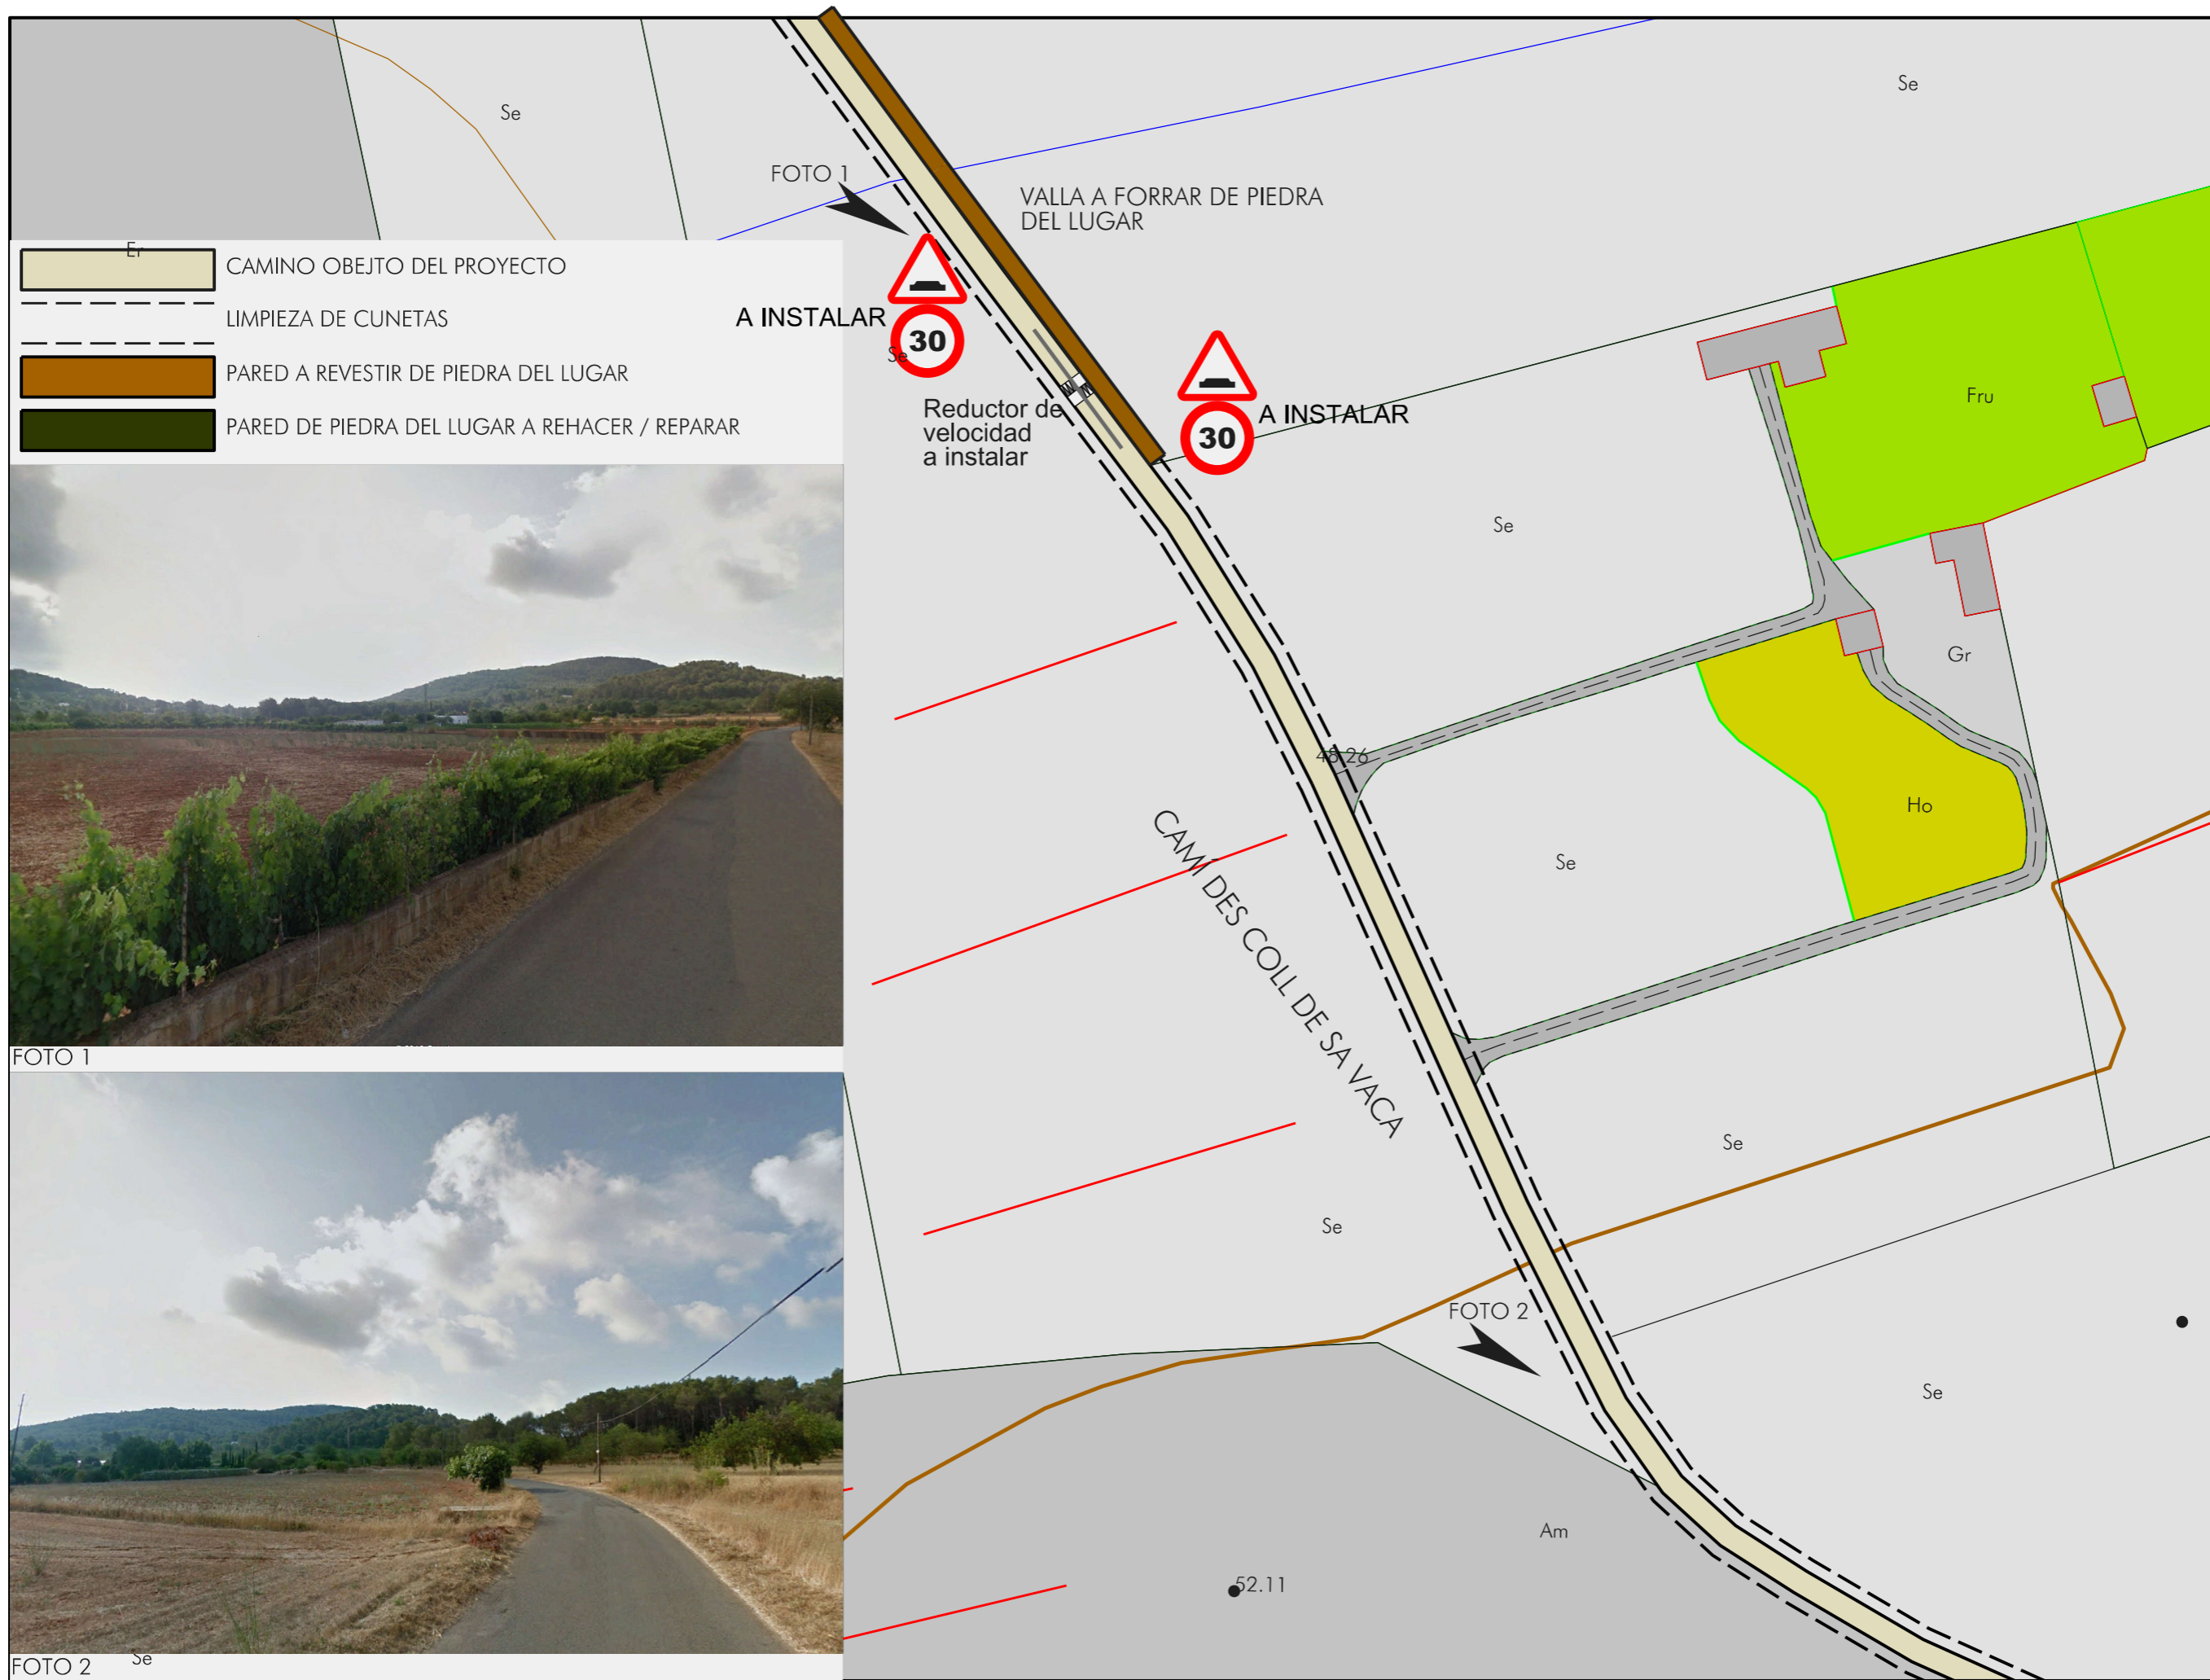 Se
Se
FOTO 1
VALLA A FORRAR DE PIEDRA
DEL LUGAR
Er
CAMINO OBEJTO DEL PROYECTO
LIMPIEZA DE CUNETAS
PARED A REVESTIR DE PIEDRA DEL LUGAR
PARED DE PIEDRA DEL LUGAR A REHACER / REPARAR
A INSTALAR
30
Se
Reductor de
velocidad
a instalar
30
A INSTALAR
Fru
Se
Gr
48.26
Ho
Se
CAMÍ DES COLL DE SA VACA
FOTO 1
Se
Se
FOTO 2
Se
Am
52.11
Se
FOTO 2